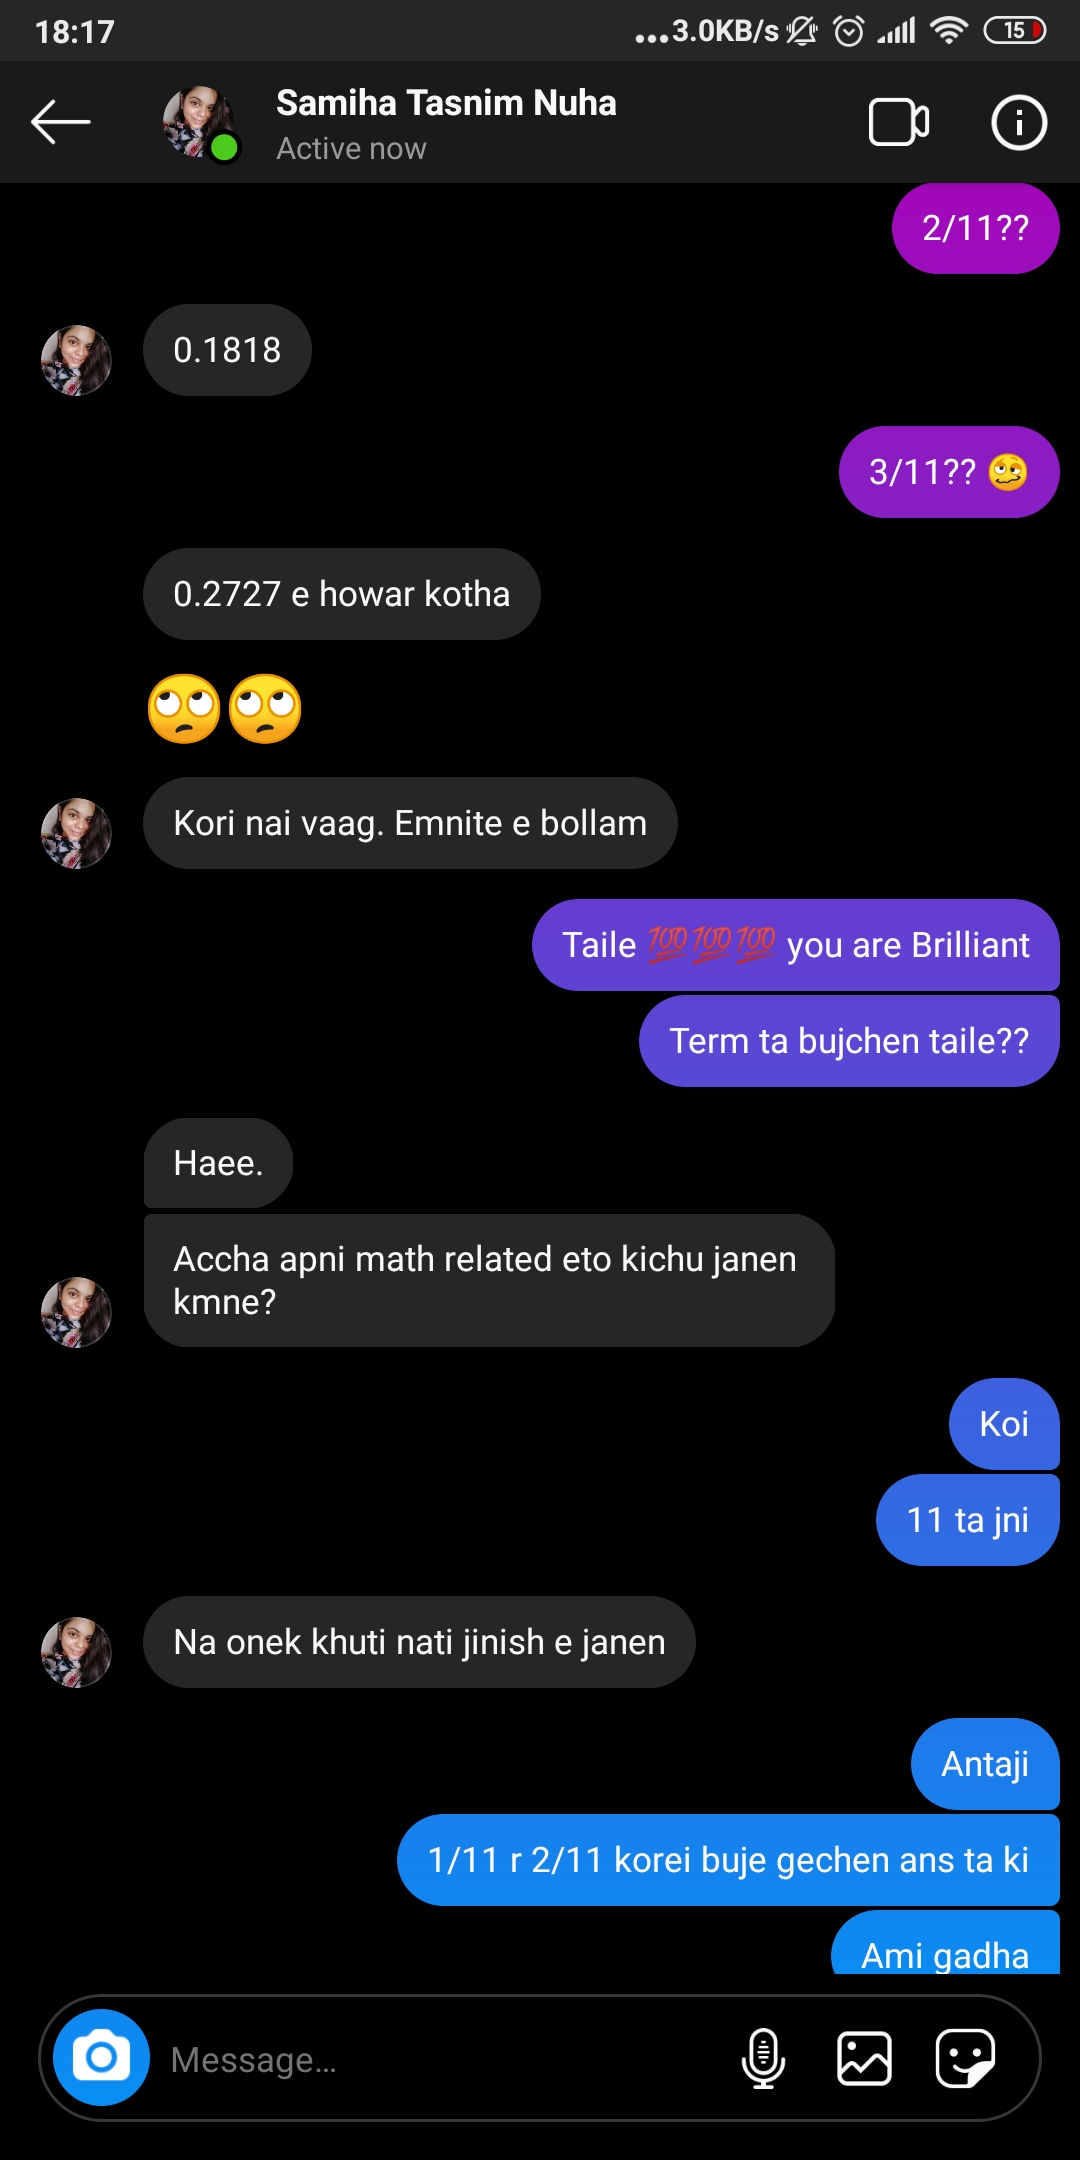 18:17
...3.0KB/s
15
Samiha Tasnim Nuha
Active now
2/11??
0.1818
3/11?? 🥴
0.2727 e howar kotha
🙄🙄
Kori nai vaag. Emnite e bollam
Taile 💯💯💯 you are Brilliant
Term ta bujchen taile??
Haee.
Accha apni math related eto kichu janen
kmne?
Koi
11 ta jni
Na onek khuti nati jinish e janen
Antaji
1/11 r 2/11 korei buje gechen ans ta ki
Ami gadha
Message...